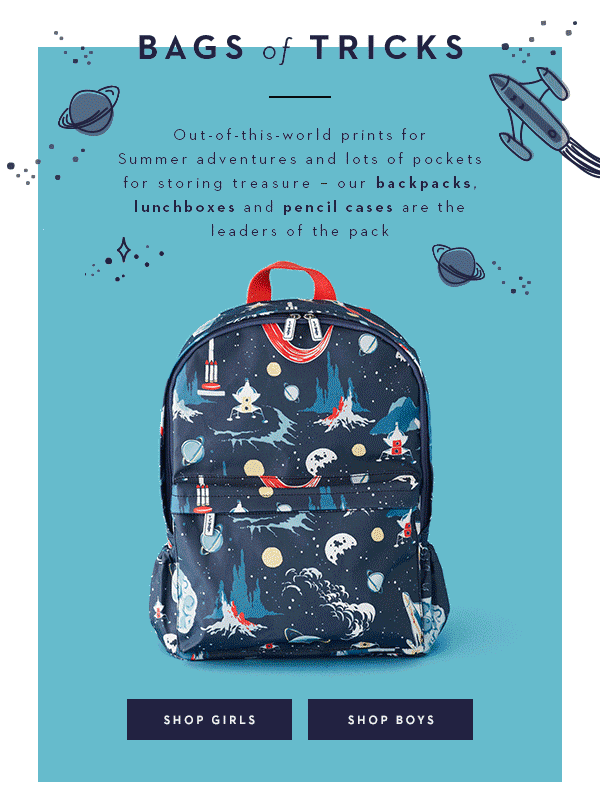 BAGS of TRICKS
Out-of-this-world prints for
Summer adventures and lots of pockets
for storing treasure – our backpacks,
lunchboxes and pencil cases are the
leaders of the pack
SHOP GIRLS
SHOP BOYS